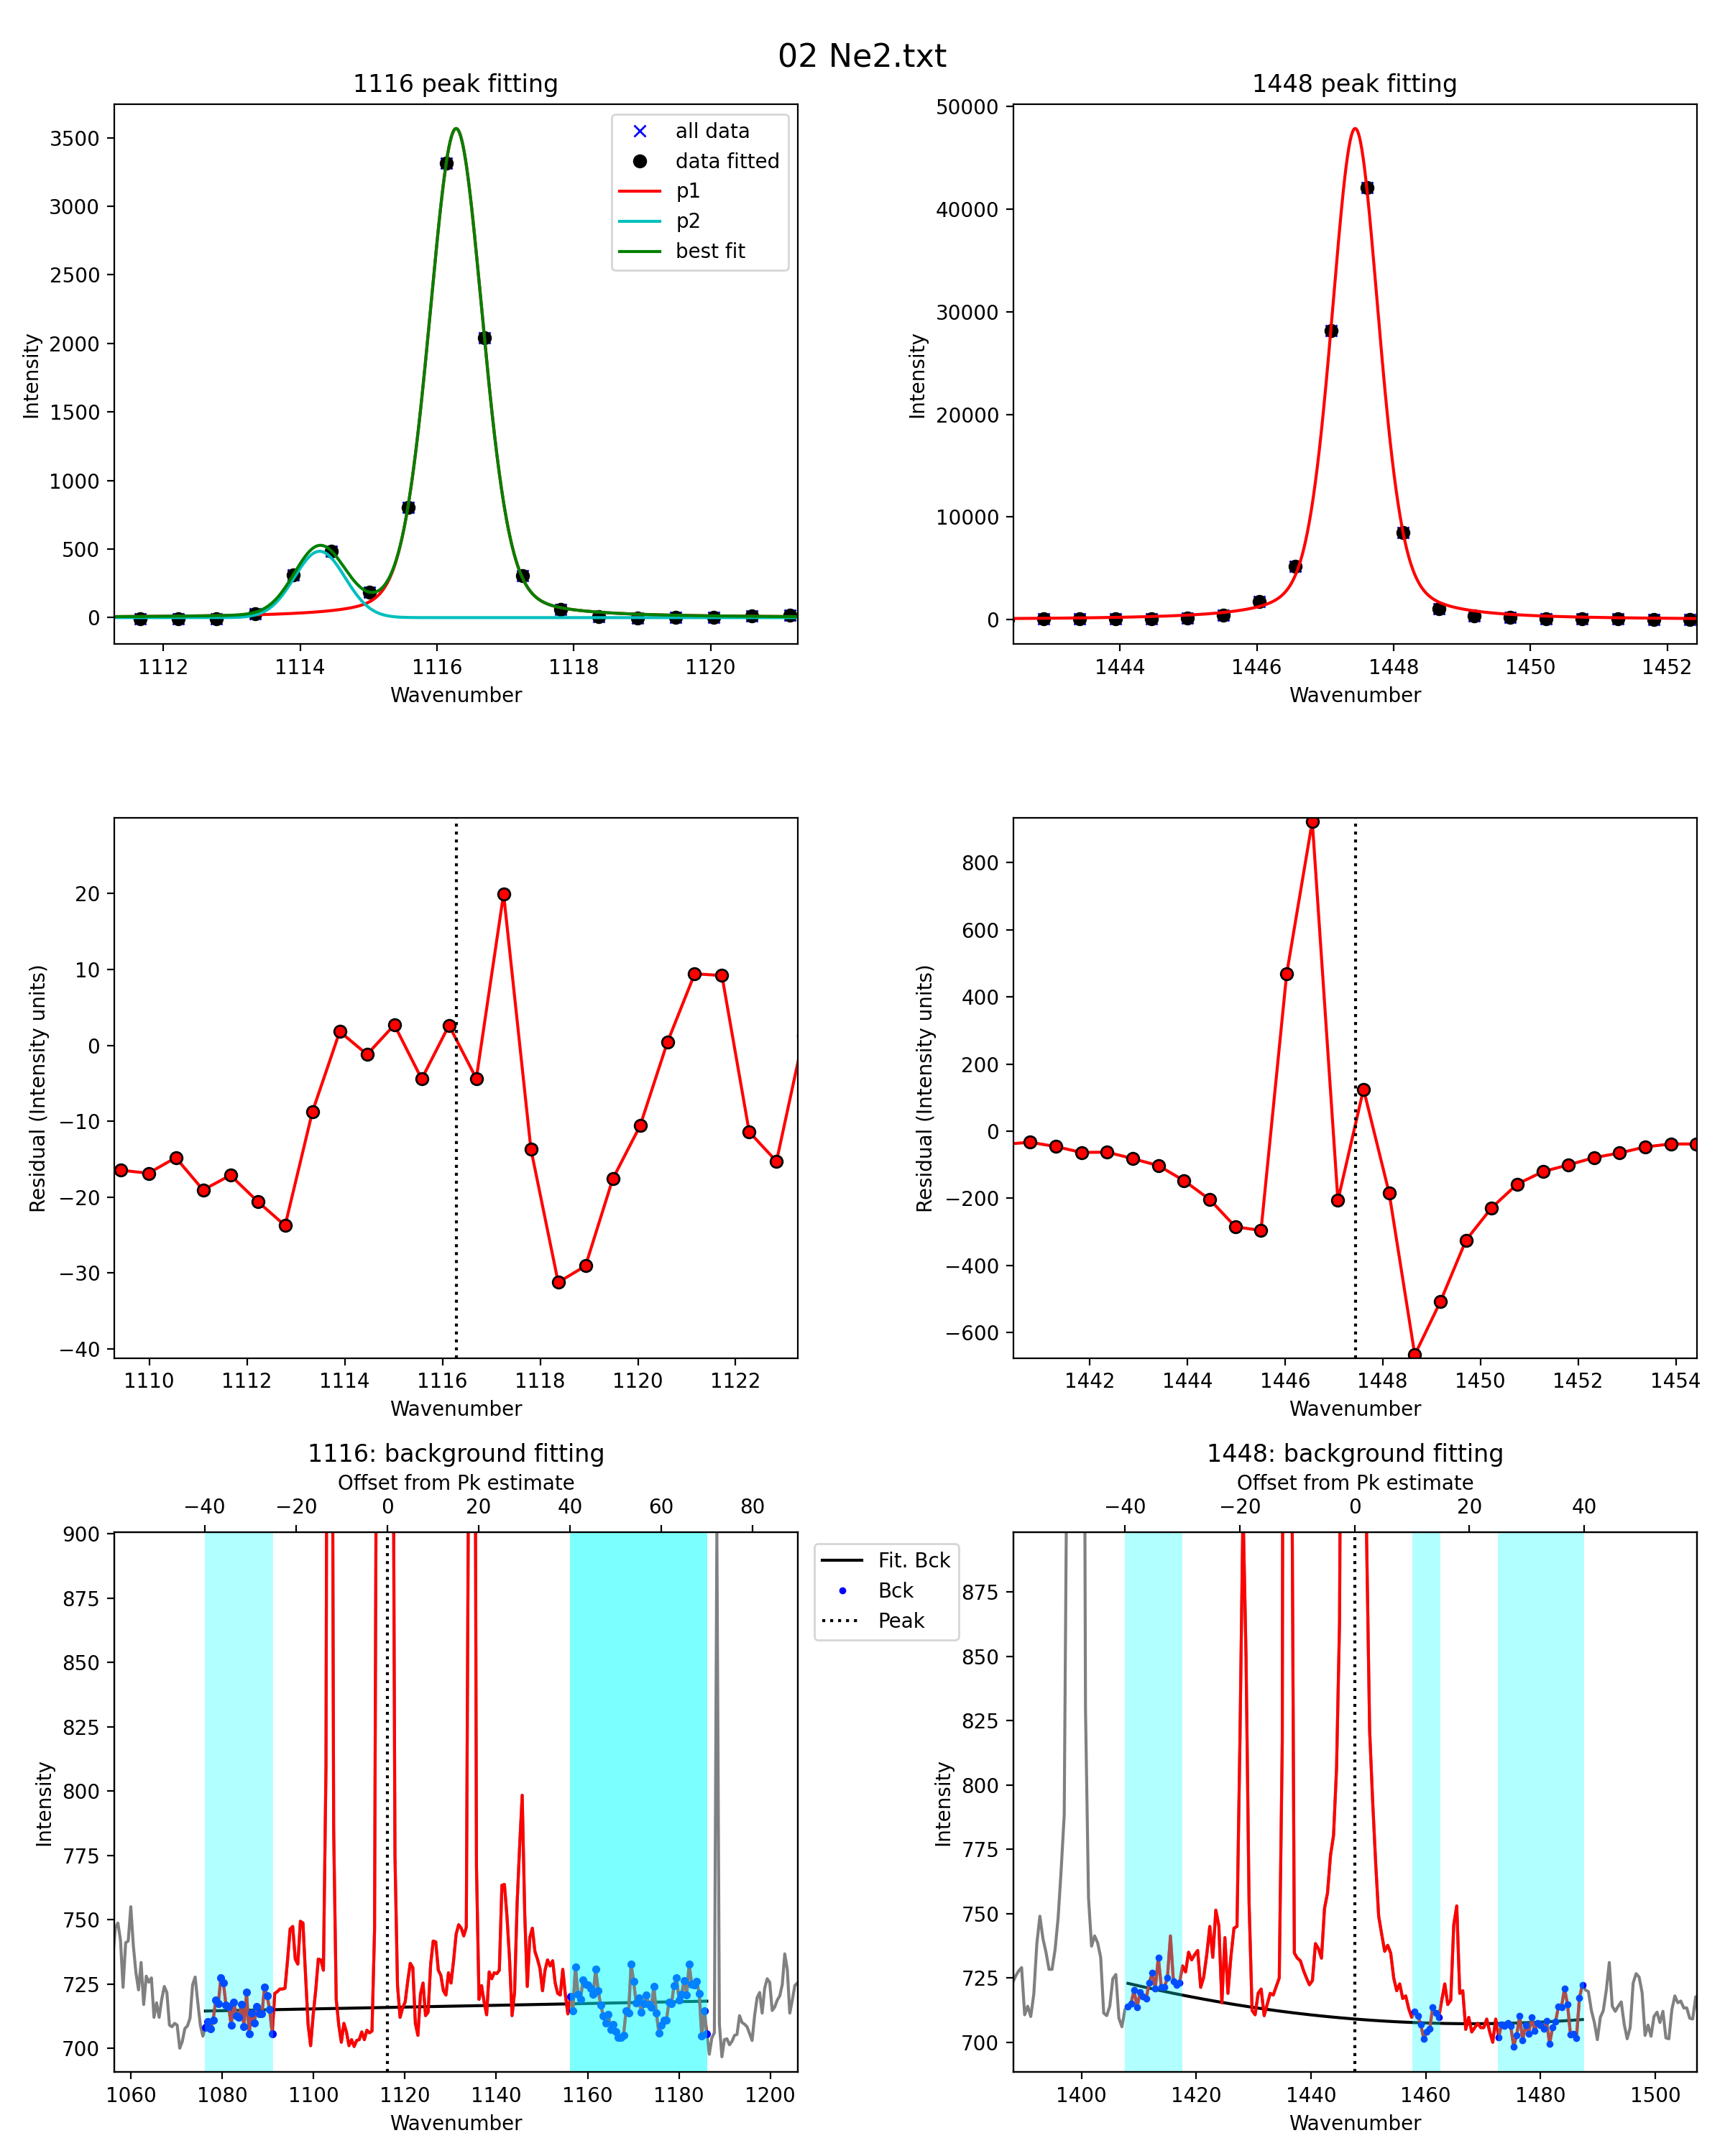 02 Ne2.txt
1116 peak fitting
Intensity
3500
3000
2500
2000
1500
1000
500
0
all data
data fitted
p1
p2
best fit
1112 1114 1116 1118 1120
Wavenumber
1448 peak fitting
Intensity
50000
40000
30000
20000
10000
0
1444 1446 1448 1450 1452
Wavenumber
Residual (Intensity units)
20
10
0
−10
−20
−30
−40
1110 1112 1114 1116 1118 1120 1122
Wavenumber
Residual (Intensity units)
800
600
400
200
0
−200
−400
−600
1442 1444 1446 1448 1450 1452 1454
Wavenumber
1116: background fitting
Offset from Pk estimate
−40 −20 0 20 40 60 80
Intensity
900
875
850
825
800
775
750
725
700
1060 1080 1100 1120 1140 1160 1180 1200
Wavenumber
Fit. Bck
Bck
Peak
1448: background fitting
Offset from Pk estimate
−40 −20 0 20 40
Intensity
875
850
825
800
775
750
725
700
1400 1420 1440 1460 1480 1500
Wavenumber